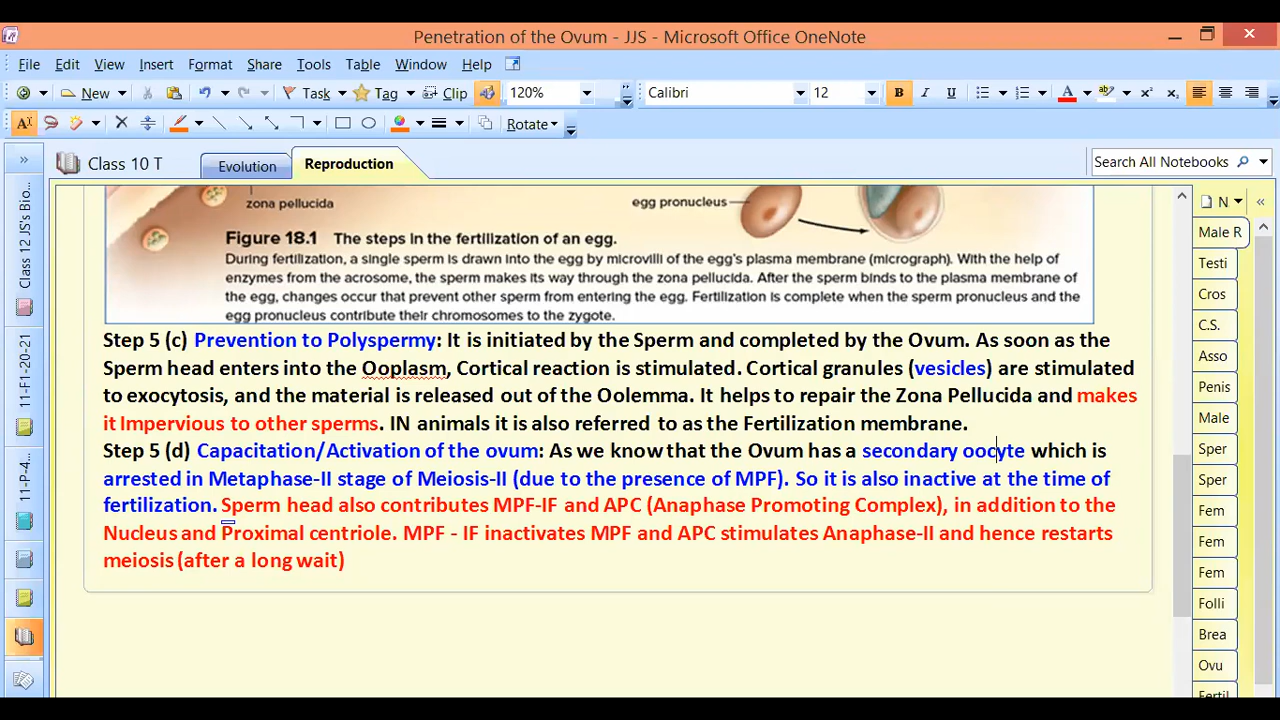 Penetration of the Ovum - JJS - Microsoft Office OneNote
File Edit View Insert Format Share Tools Table Window Help
New Task Tag Clip 120% Calibri 12 B I U A ab x² x₂
A Rotate
Class 10 T Evolution Reproduction Search All Notebooks
zona pellucida
egg pronucleus
Figure 18.1 The steps in the fertilization of an egg.
During fertilization, a single sperm is drawn into the egg by microvilli of the egg's plasma membrane (micrograph). With the help of
enzymes from the acrosome, the sperm makes its way through the zona pellucida. After the sperm binds to the plasma membrane of
the egg, changes occur that prevent other sperm from entering the egg. Fertilization is complete when the sperm pronucleus and the
egg pronucleus contribute their chromosomes to the zygote.
Step 5 (c) Prevention to Polyspermy: It is initiated by the Sperm and completed by the Ovum. As soon as the
Sperm head enters into the Ooplasm, Cortical reaction is stimulated. Cortical granules (vesicles) are stimulated
to exocytosis, and the material is released out of the Oolemma. It helps to repair the Zona Pellucida and makes
it Impervious to other sperms. IN animals it is also referred to as the Fertilization membrane.
Step 5 (d) Capacitation/Activation of the ovum: As we know that the Ovum has a secondary oocyte which is
arrested in Metaphase-II stage of Meiosis-II (due to the presence of MPF). So it is also inactive at the time of
fertilization. Sperm head also contributes MPF-IF and APC (Anaphase Promoting Complex), in addition to the
Nucleus and Proximal centriole. MPF - IF inactivates MPF and APC stimulates Anaphase-II and hence restarts
meiosis (after a long wait)
Class 12 JS's Bio...
11-F1-20-21
11-P-4...
N
Male R
Testi
Cros
C.S.
Asso
Penis
Male
Sper
Sper
Fem
Fem
Fem
Folli
Brea
Ovu
Fertil